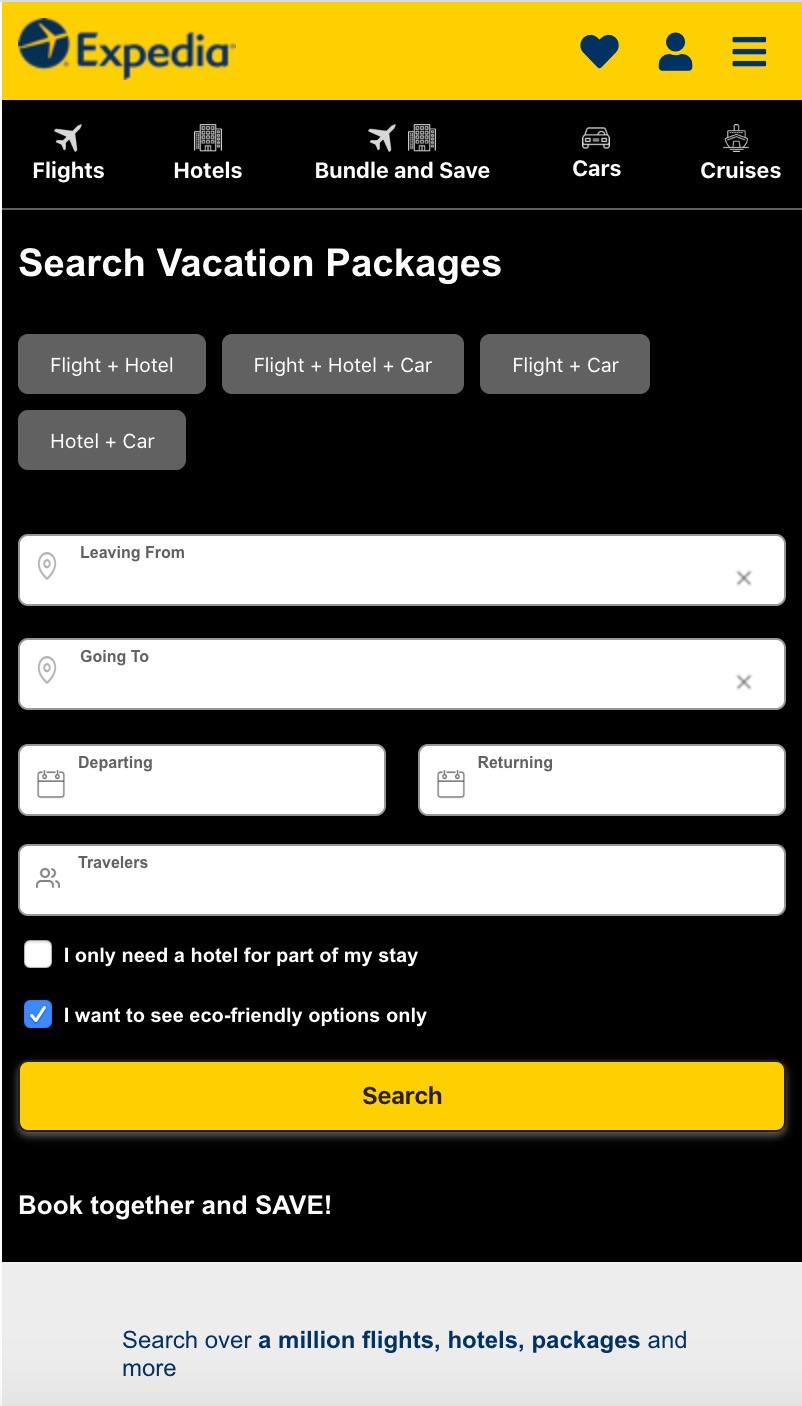 Expedia
Flights
Hotels
Bundle and Save
Cars
Cruises
Search Vacation Packages
Flight + Hotel
Flight + Hotel + Car
Flight + Car
Hotel + Car
Leaving From
Going To
Departing
Returning
Travelers
I only need a hotel for part of my stay
I want to see eco-friendly options only
Search
Book together and SAVE!
Search over a million flights, hotels, packages and
more